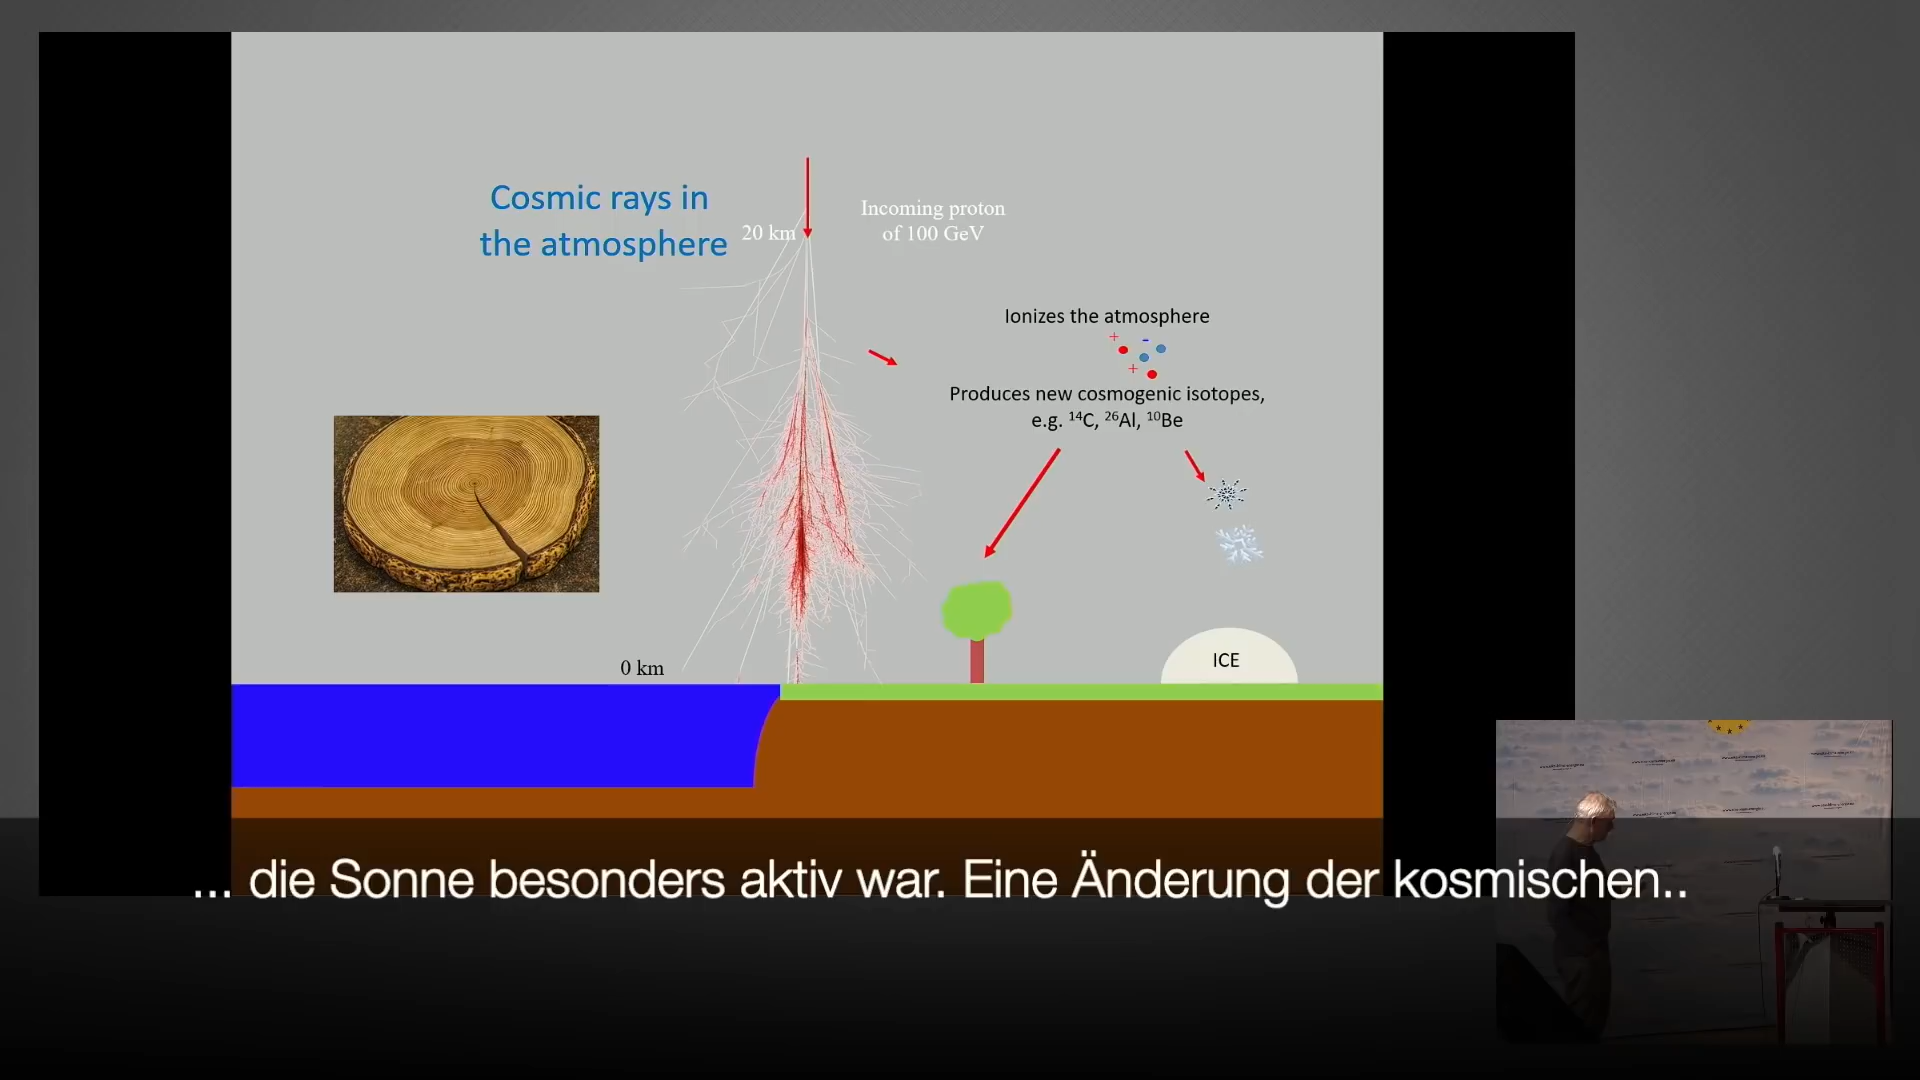 Cosmic rays in
the atmosphere
20 km
Incoming proton
of 100 GeV
Ionizes the atmosphere
+
-
+
Produces new cosmogenic isotopes,
e.g. ¹⁴C, ²⁶Al, ¹⁰Be
ICE
0 km
... die Sonne besonders aktiv war. Eine Änderung der kosmischen..